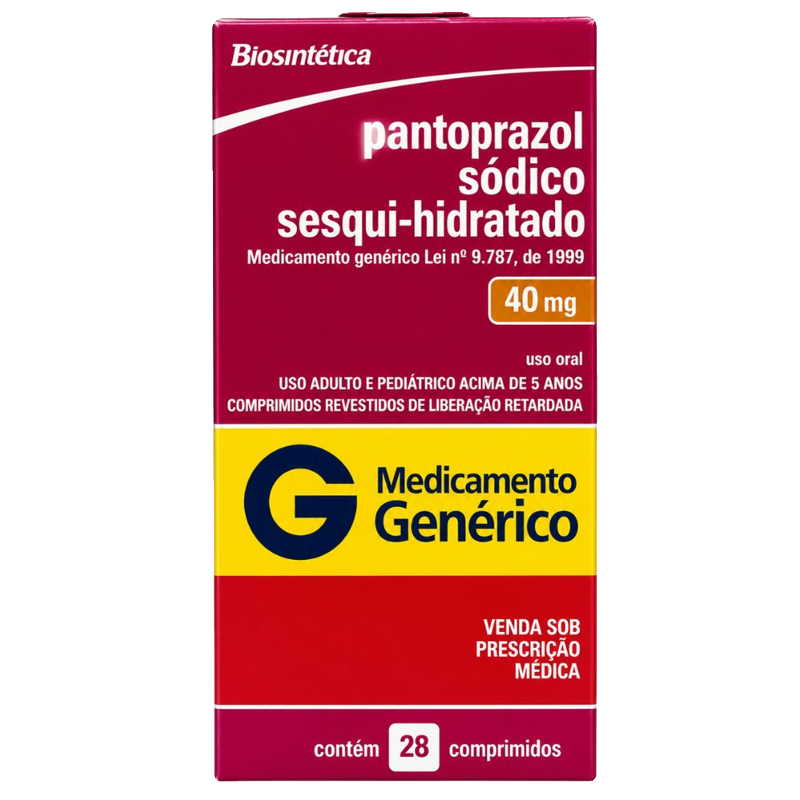 Biosintética
pantoprazol
sódico
sesqui-hidratado
Medicamento genérico Lei nº 9.787, de 1999
40 mg
uso oral
USO ADULTO E PEDIÁTRICO ACIMA DE 5 ANOS
COMPRIMIDOS REVESTIDOS DE LIBERAÇÃO RETARDADA
G Medicamento
Genérico
VENDA SOB
PRESCRIÇÃO
MÉDICA
contém 28 comprimidos